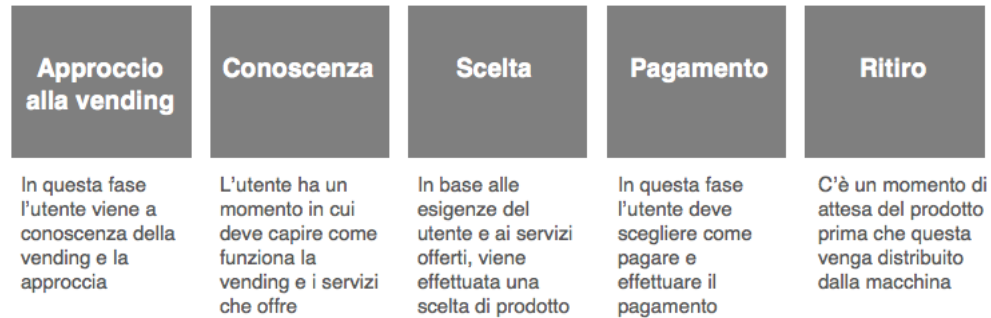 Approccio
alla vending
In questa fase
l'utente viene a
conoscenza della
vending e la
approccia
Conoscenza
L'utente ha un
momento in cui
deve capire come
funziona la
vending e i servizi
che offre
Scelta
In base alle
esigenze del
utente e ai servizi
offerti, viene
effettuata una
scelta di prodotto
Pagamento
In questa fase
l'utente deve
scegliere come
pagare e
effettuare il
pagamento
Ritiro
C'è un momento di
attesa del prodotto
prima che questa
venga distribuito
dalla macchina